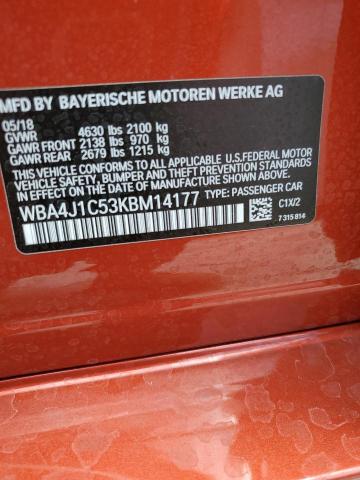 MFD BY BAYERISCHE MOTOREN WERKE AG
05/18
GVWR 4630 lbs 2100 kg
GAWR FRONT 2138 lbs 970 kg
GAWR REAR 2679 lbs 1215 kg
THIS VEHICLE CONFORMS TO ALL APPLICABLE U.S.FEDERAL MOTOR
VEHICLE SAFETY, BUMPER, AND THEFT PREVENTION STANDARDS
IN EFFECT ON THE DATE OF MANUFACTURE SHOWN ABOVE.
WBA4J1C53KBM14177 TYPE: PASSENGER CAR
C1X/2
7 315 814